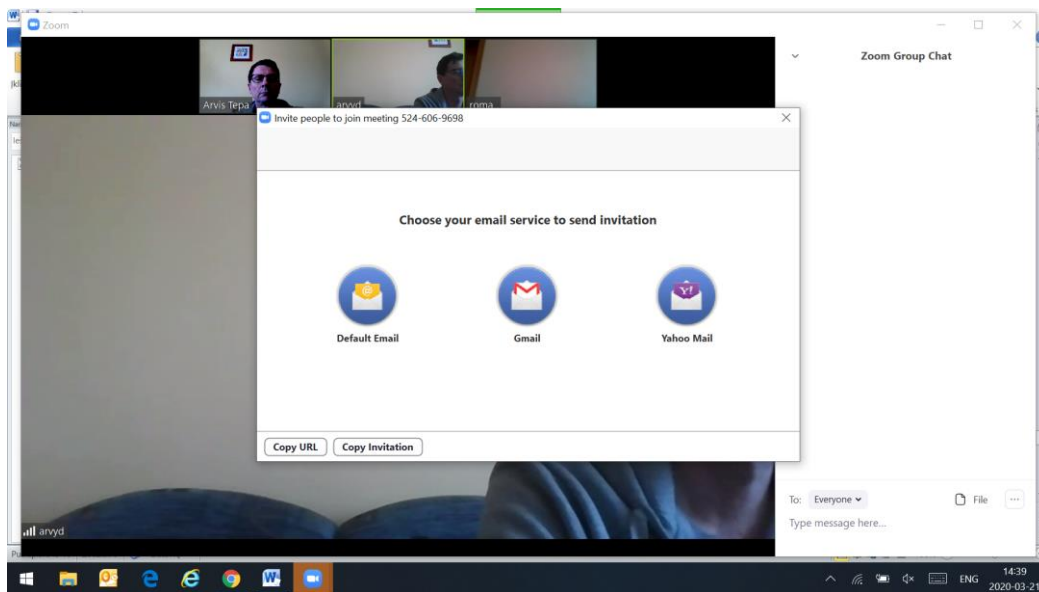 Zoom
Arvis Tepa
arvyd
roma
Zoom Group Chat
Invite people to join meeting 524-606-9698
Choose your email service to send invitation
Default Email
Gmail
Yahoo Mail
Copy URL
Copy Invitation
arvyd
To: Everyone
File
Type message here...
ENG
14:39
2020-03-21